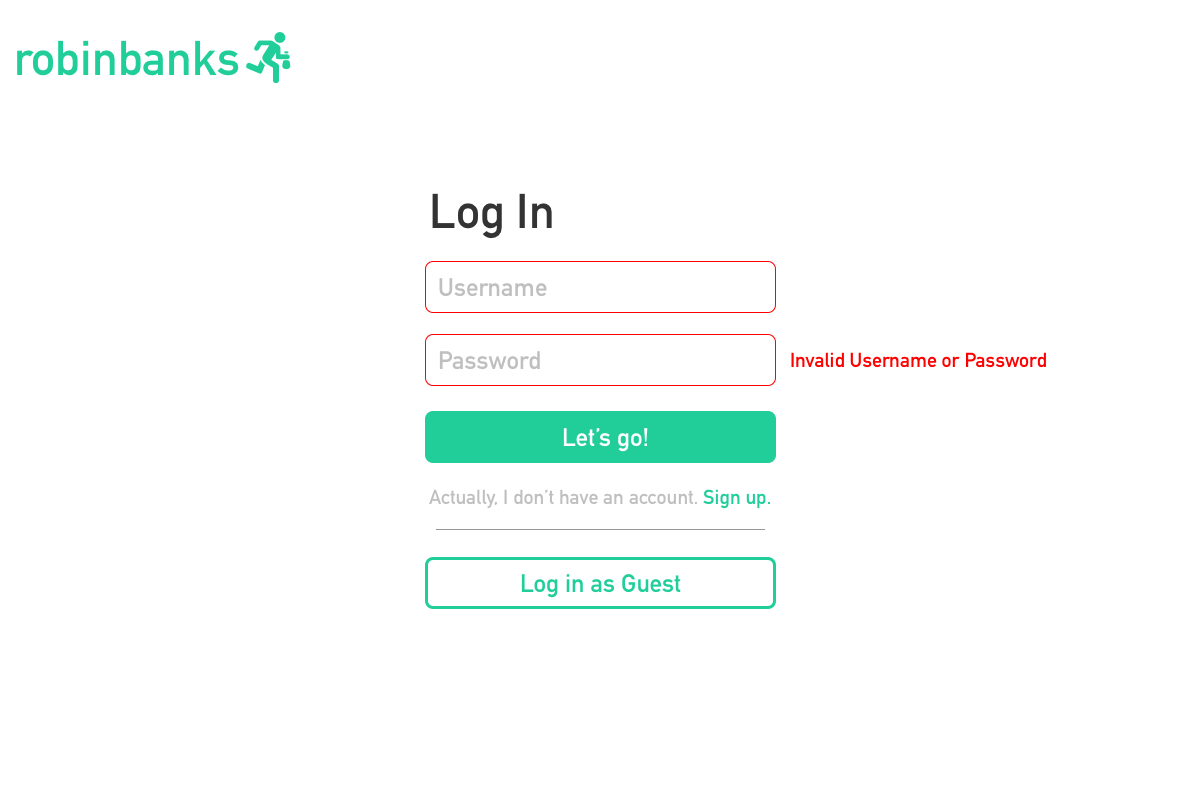 robinbanks
Log In
Username
Password
Invalid Username or Password
Let’s go!
Actually, I don’t have an account. Sign up.
Log in as Guest